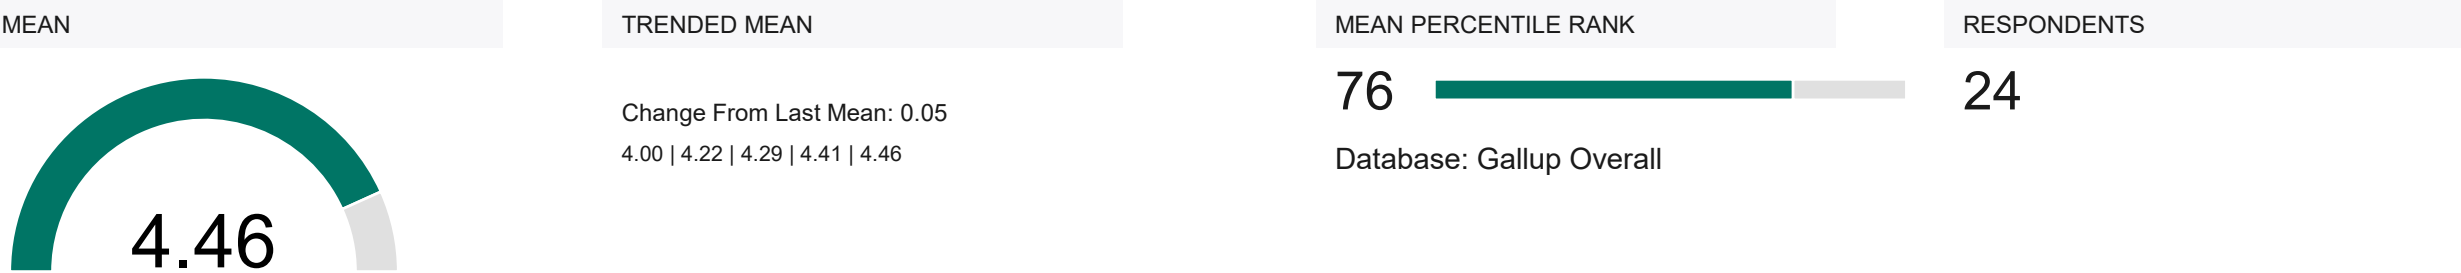 MEAN
4.46
TRENDED MEAN
Change From Last Mean: 0.05
4.00 | 4.22 | 4.29 | 4.41 | 4.46
MEAN PERCENTILE RANK
76
Database: Gallup Overall
RESPONDENTS
24